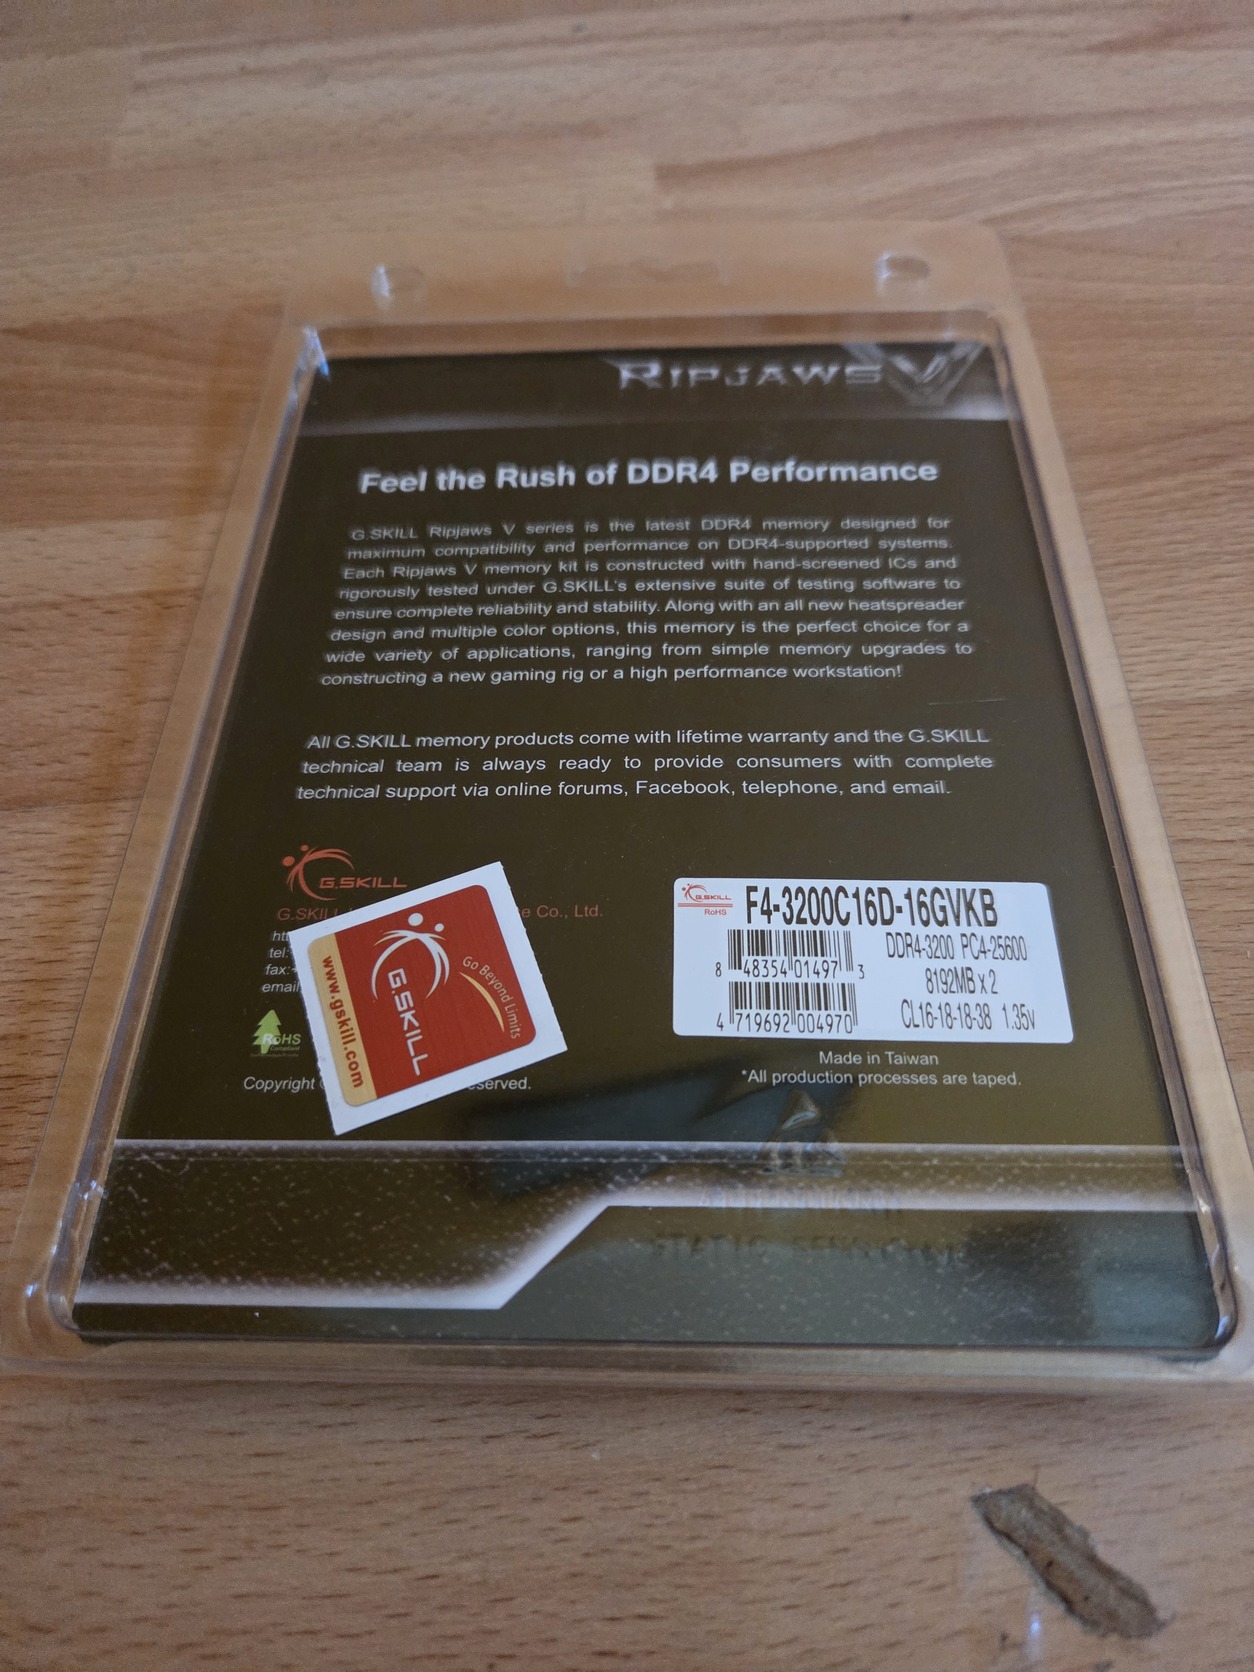 RIPJAWS V
Feel the Rush of DDR4 Performance
G.SKILL Ripjaws V series is the latest DDR4 memory designed for
maximum compatibility and performance on DDR4-supported systems.
Each Ripjaws V memory kit is constructed with hand-screened ICs and
rigorously tested under G.SKILL's extensive suite of testing software to
ensure complete reliability and stability. Along with an all new heatspreader
design and multiple color options, this memory is the perfect choice for a
wide variety of applications, ranging from simple memory upgrades to
constructing a new gaming rig or a high performance workstation!
All G.SKILL memory products come with lifetime warranty and the G.SKILL
technical team is always ready to provide consumers with complete
technical support via online forums, Facebook, telephone, and email.
G.SKILL
G.SKILL
Co., Ltd.
tel:
fax:
email
RoHS
Copyright
www.gskill.com
G.SKILL
Go Beyond Limits
G.SKILL
RoHS
F4-3200C16D-16GVKB
DDR4-3200 PC4-25600
8192MB x 2
CL16-18-18-38 1.35v
8 48354 01497 3
4 719692 004970
Made in Taiwan
*All production processes are taped.